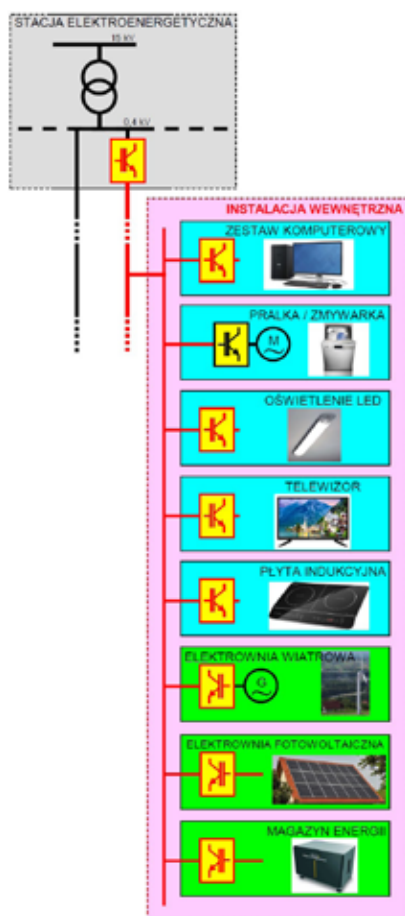 STACJA ELEKTROENERGETYCZNA
15 kV
0,4 kV
INSTALACJA WEWNĘTRZNA
ZESTAW KOMPUTEROWY
PRALKA / ZMYWARKA
M
OŚWIETLENIE LED
TELEWIZOR
PŁYTA INDUKCYJNA
ELEKTROWNIA WIATROWA
G
ELEKTROWNIA FOTOWOLTAICZNA
MAGAZYN ENERGII